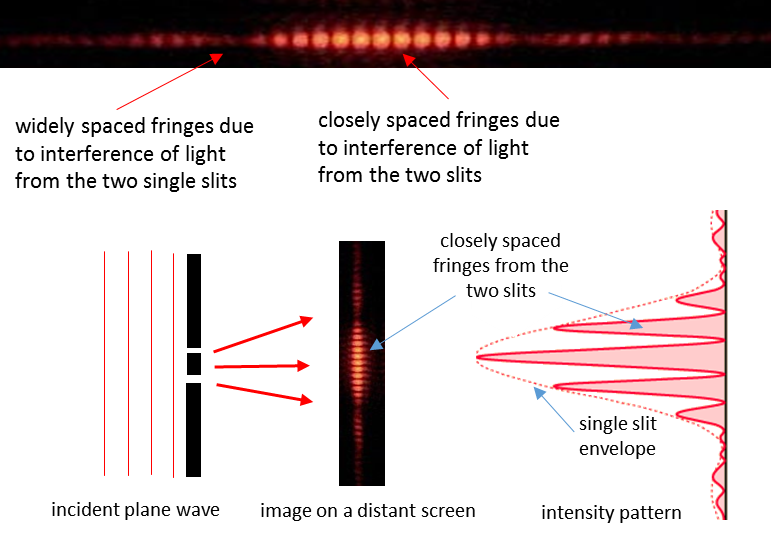 widely spaced fringes due
to interference of light
from the two single slits
closely spaced fringes due
to interference of light
from the two slits
closely spaced
fringes from the
two slits
single slit
envelope
incident plane wave
image on a distant screen
intensity pattern